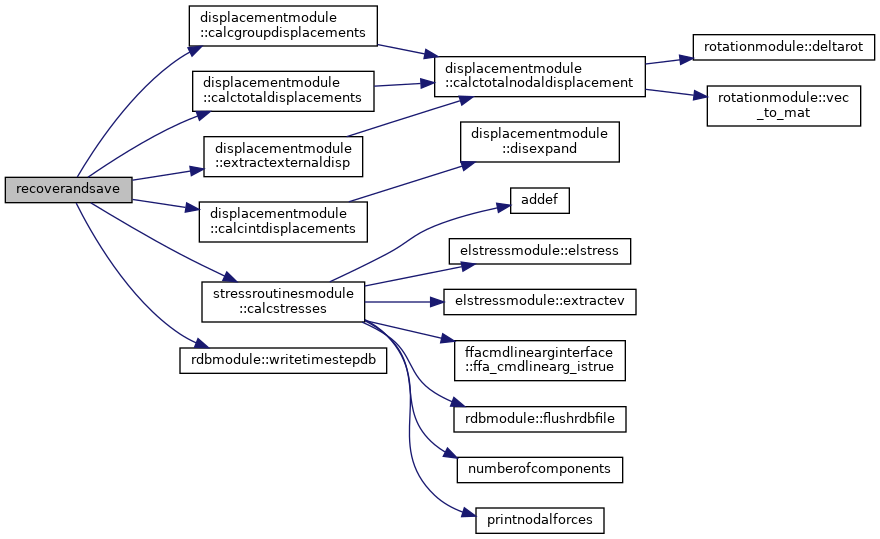 recoverandsave
displacementmodule
::calcgroupdisplacements
displacementmodule
::calctotaldisplacements
displacementmodule
::extractexternaldisp
displacementmodule
::calcintdisplacements
stressroutinesmodule
::calcstresses
rdbmodule::writetimestepdb
displacementmodule
::calctotalnodaldisplacement
displacementmodule
::disexpand
addef
elstressmodule::elstress
elstressmodule::extractev
ffacmdlinearginterface
::ffa_cmdlinearg_istrue
rdbmodule::flushrdbfile
numberofcomponents
printnodalforces
rotationmodule::deltarot
rotationmodule::vec
_to_mat